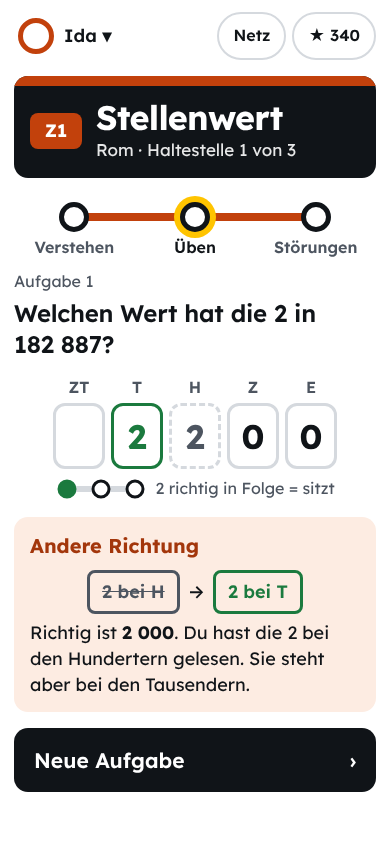 Ida ▾
Netz
★ 340
Z1
Stellenwert
Rom · Haltestelle 1 von 3
Verstehen
Üben
Störungen
Aufgabe 1
Welchen Wert hat die 2 in
182 887?
ZT T H Z E
2 2 0 0
2 richtig in Folge = sitzt
Andere Richtung
2 bei H → 2 bei T
Richtig ist 2 000. Du hast die 2 bei
den Hundertern gelesen. Sie steht
aber bei den Tausendern.
Neue Aufgabe ›